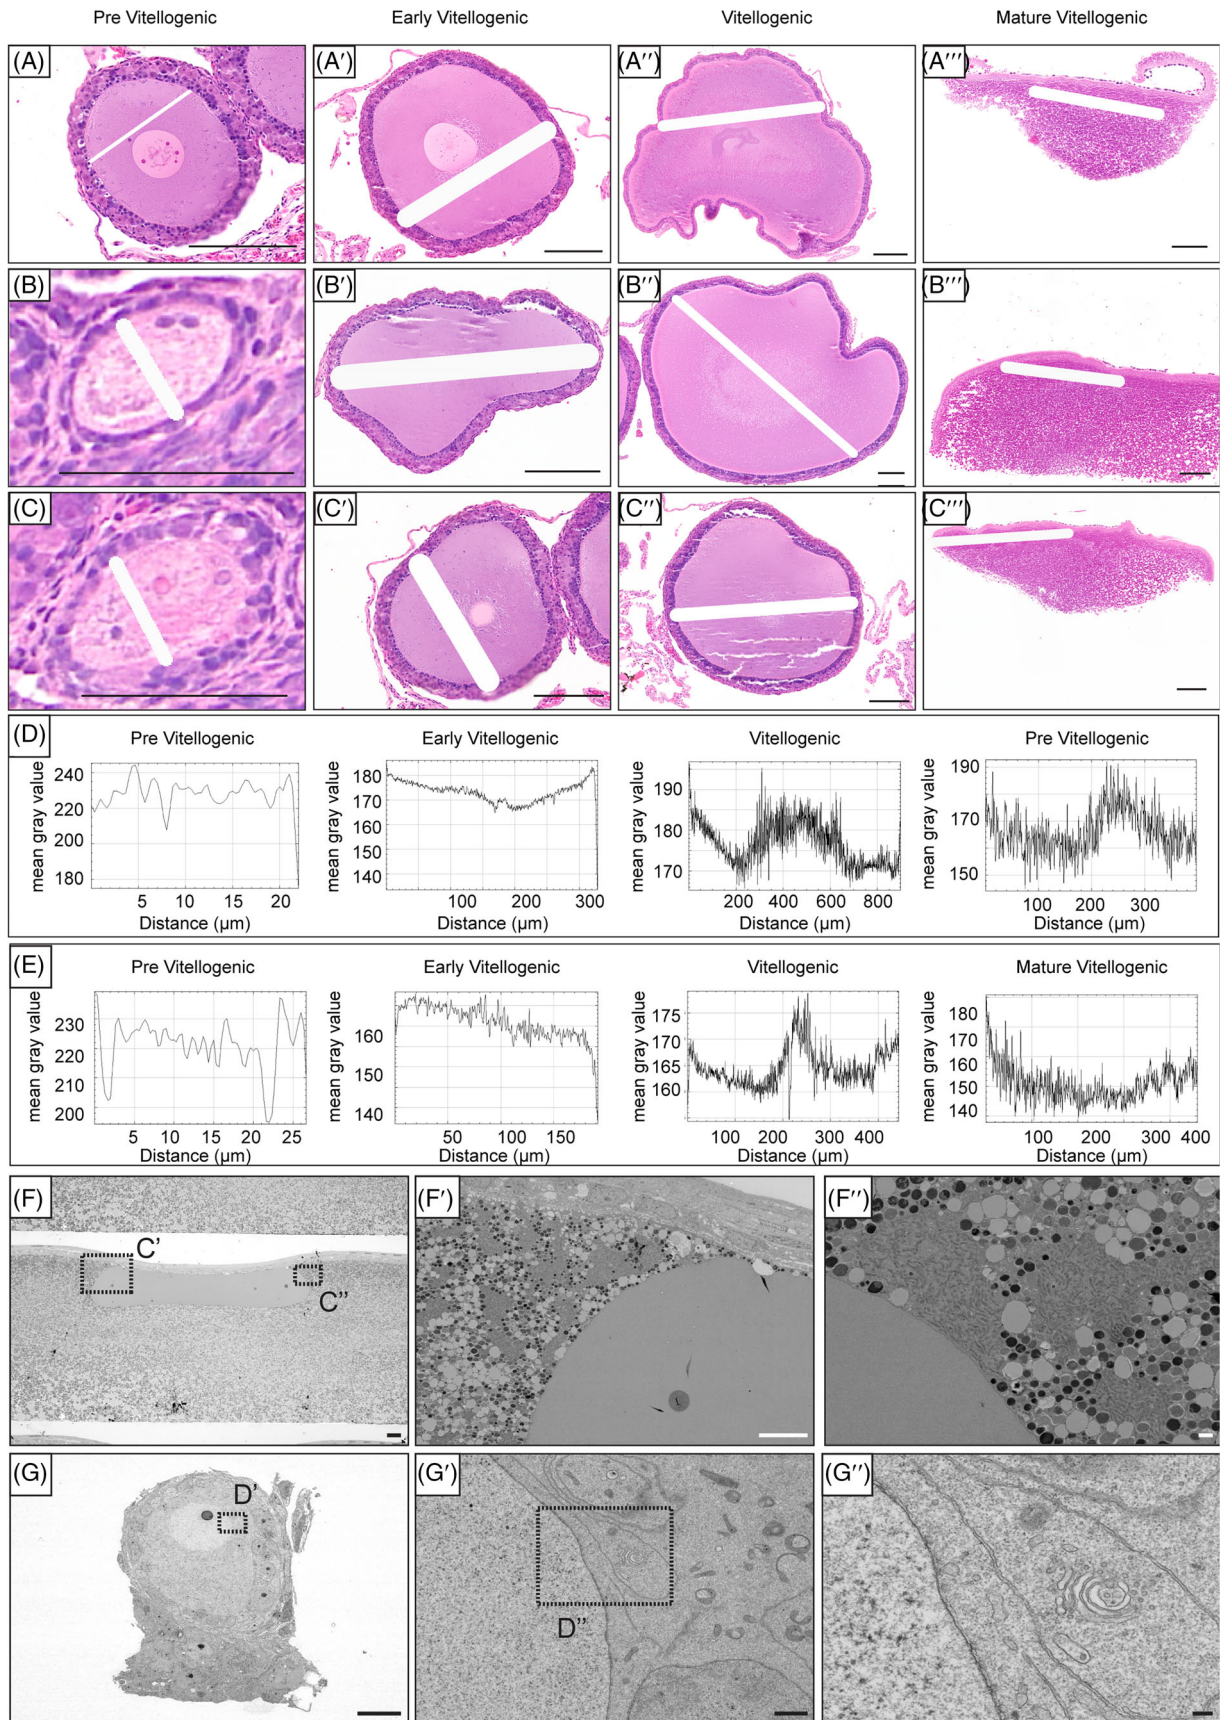 Pre Vitellogenic Early Vitellogenic Vitellogenic Mature Vitellogenic
(A) (A') (A'') (A''')
(B) (B') (B'') (B''')
(C) (C') (C'') (C''')
(D)
Pre Vitellogenic
mean gray value
240
220
200
180
5 10 15 20
Distance (µm)
Early Vitellogenic
mean gray value
180
170
160
150
140
100 200 300
Distance (µm)
Vitellogenic
mean gray value
190
180
170
200 400 600 800
Distance (µm)
Pre Vitellogenic
mean gray value
190
170
150
100 200 300
Distance (µm)
(E)
Pre Vitellogenic
mean gray value
230
220
210
200
5 10 15 20 25
Distance (µm)
Early Vitellogenic
mean gray value
160
150
140
50 100 150
Distance (µm)
Vitellogenic
mean gray value
175
170
165
160
100 200 300 400
Distance (µm)
Mature Vitellogenic
mean gray value
180
160
150
140
100 200 300 400
Distance (µm)
(F) C' C'' (F') (F'')
(G) D' (G') D'' (G'')